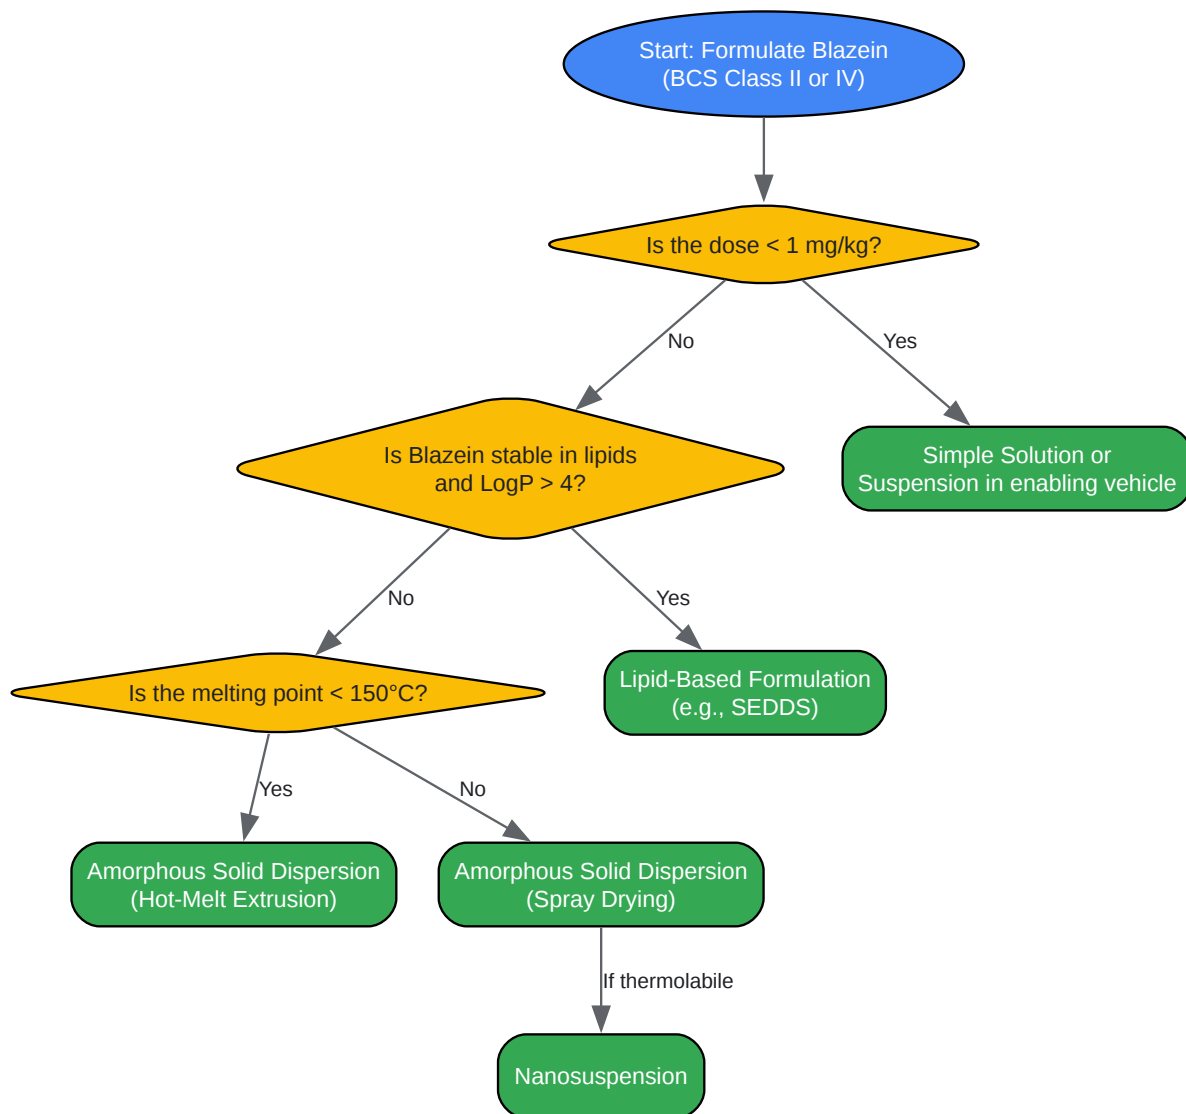 Start: Formulate Blazein
(BCS Class II or IV)
Is the dose < 1 mg/kg?
No
Yes
Is Blazein stable in lipids
and LogP > 4?
Simple Solution or
Suspension in enabling vehicle
No
Yes
Is the melting point < 150°C?
Lipid-Based Formulation
(e.g., SEDDS)
Yes
No
Amorphous Solid Dispersion
(Hot-Melt Extrusion)
Amorphous Solid Dispersion
(Spray Drying)
If thermolabile
Nanosuspension